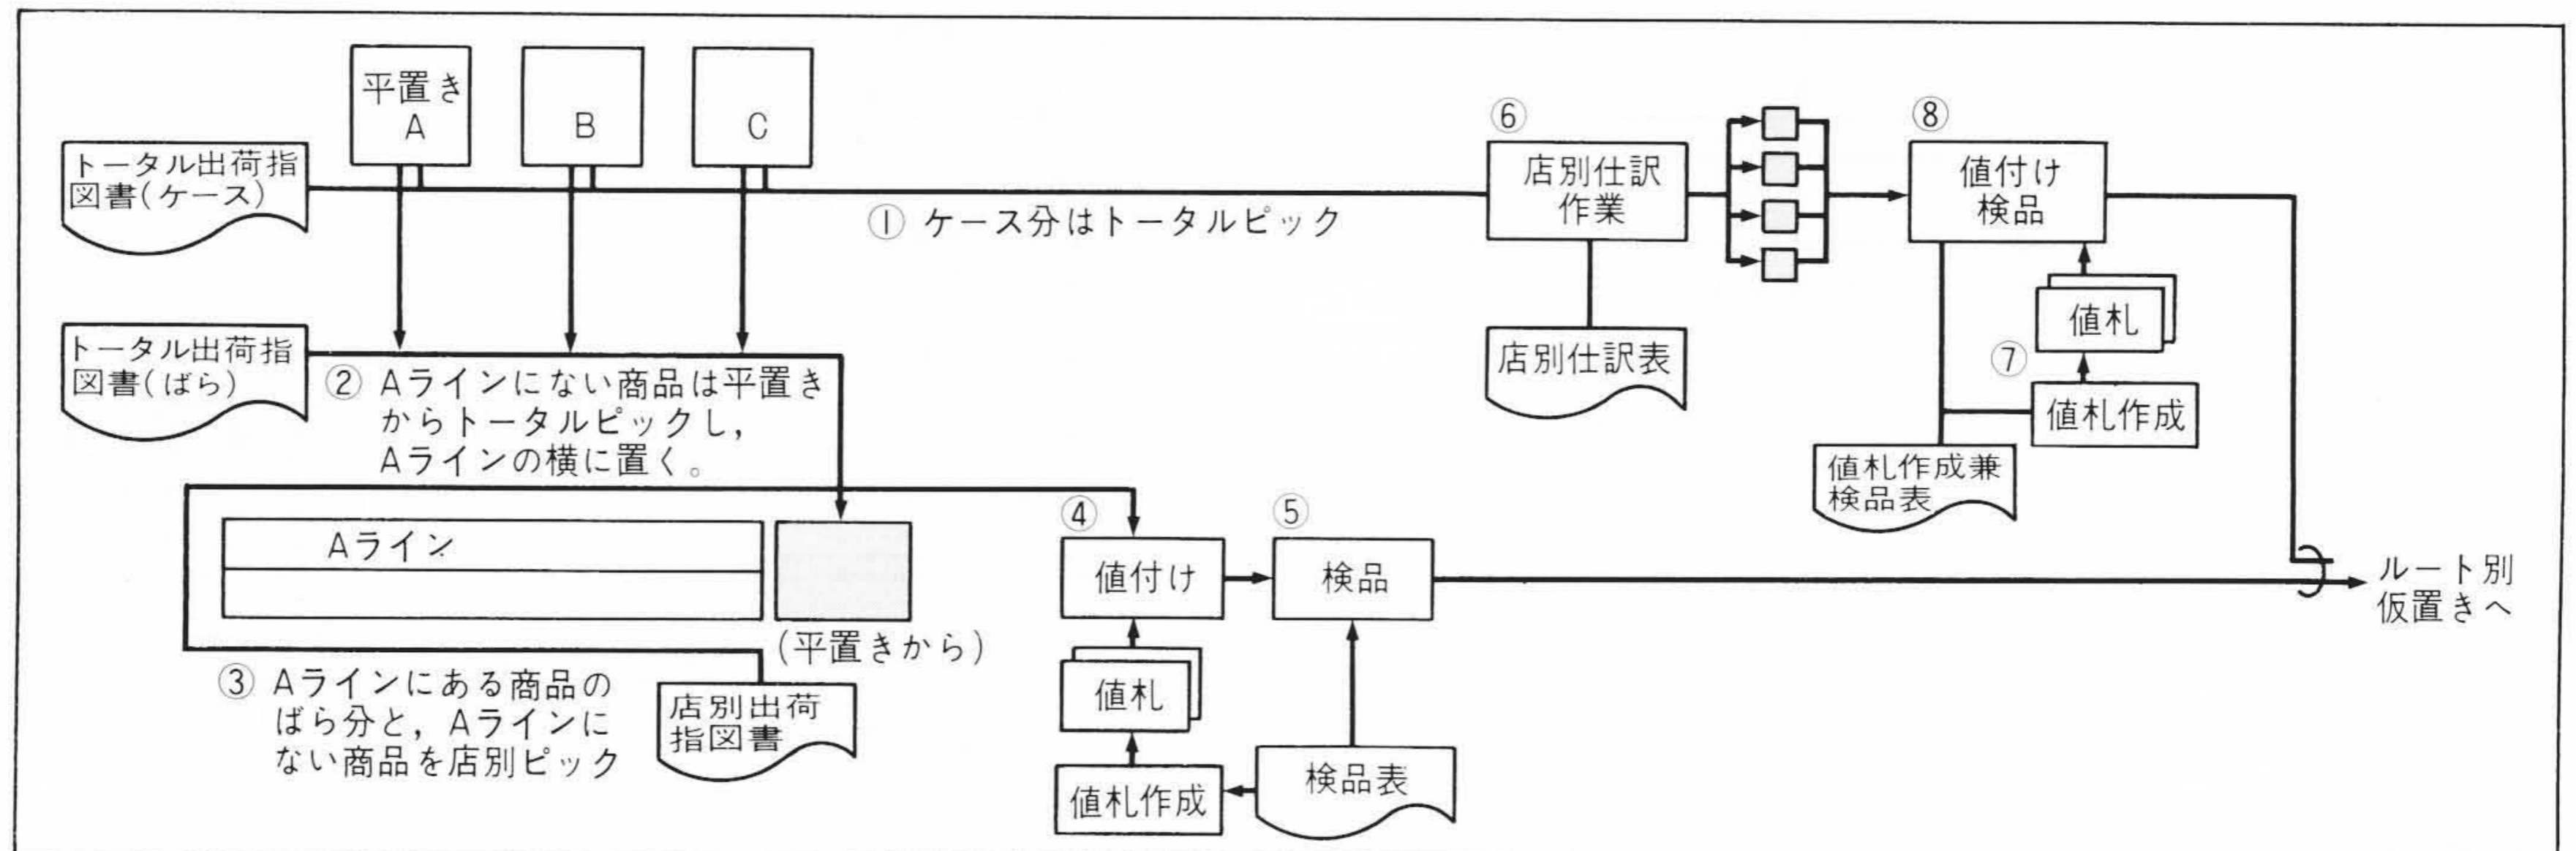 平置き
A
B
C
トータル出荷指
図書(ケース)
① ケース分はトータルピック
⑥
店別仕訳
作業
店別仕訳表
⑧
値付け
検品
値札
⑦
値札作成
値札作成兼
検品表
トータル出荷指
図書(ばら)
② Aラインにない商品は平置き
からトータルピックし,
Aラインの横に置く。
Aライン
(平置きから)
③ Aラインにある商品の
ばら分と, Aラインに
ない商品を店別ピック
店別出荷
指図書
④
値付け
値札
値札作成
⑤
検品
検品表
ルート別
仮置きへ